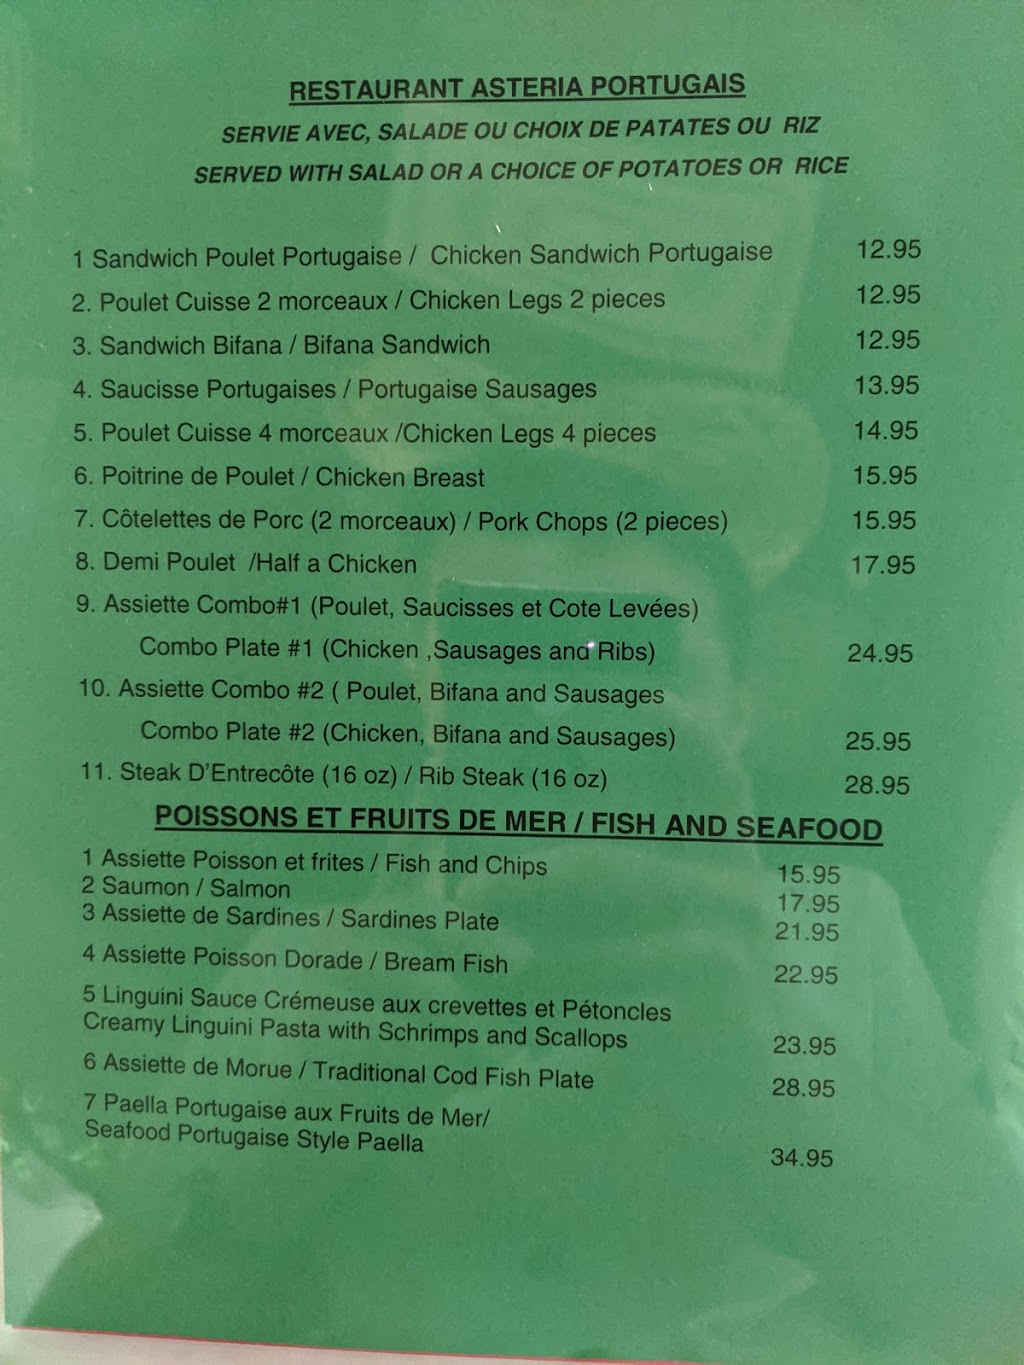 RESTAURANT ASTERIA PORTUGAIS
SERVIE AVEC, SALADE OU CHOIX DE PATATES OU RIZ
SERVED WITH SALAD OR A CHOICE OF POTATOES OR RICE
1 Sandwich Poulet Portugaise / Chicken Sandwich Portugaise 12.95
2. Poulet Cuisse 2 morceaux / Chicken Legs 2 pieces 12.95
3. Sandwich Bifana / Bifana Sandwich 12.95
4. Saucisse Portugaises / Portugaise Sausages 13.95
5. Poulet Cuisse 4 morceaux /Chicken Legs 4 pieces 14.95
6. Poitrine de Poulet / Chicken Breast 15.95
7. Côtelettes de Porc (2 morceaux) / Pork Chops (2 pieces) 15.95
8. Demi Poulet /Half a Chicken 17.95
9. Assiette Combo#1 (Poulet, Saucisses et Cote Levées)
Combo Plate #1 (Chicken ,Sausages and Ribs) 24.95
10. Assiette Combo #2 ( Poulet, Bifana and Sausages
Combo Plate #2 (Chicken, Bifana and Sausages) 25.95
11. Steak D'Entrecôte (16 oz) / Rib Steak (16 oz) 28.95
POISSONS ET FRUITS DE MER / FISH AND SEAFOOD
1 Assiette Poisson et frites / Fish and Chips 15.95
2 Saumon / Salmon 17.95
3 Assiette de Sardines / Sardines Plate 21.95
4 Assiette Poisson Dorade / Bream Fish 22.95
5 Linguini Sauce Crémeuse aux crevettes et Pétoncles
Creamy Linguini Pasta with Schrimps and Scallops 23.95
6 Assiette de Morue / Traditional Cod Fish Plate 28.95
7 Paella Portugaise aux Fruits de Mer/
Seafood Portugaise Style Paella 34.95